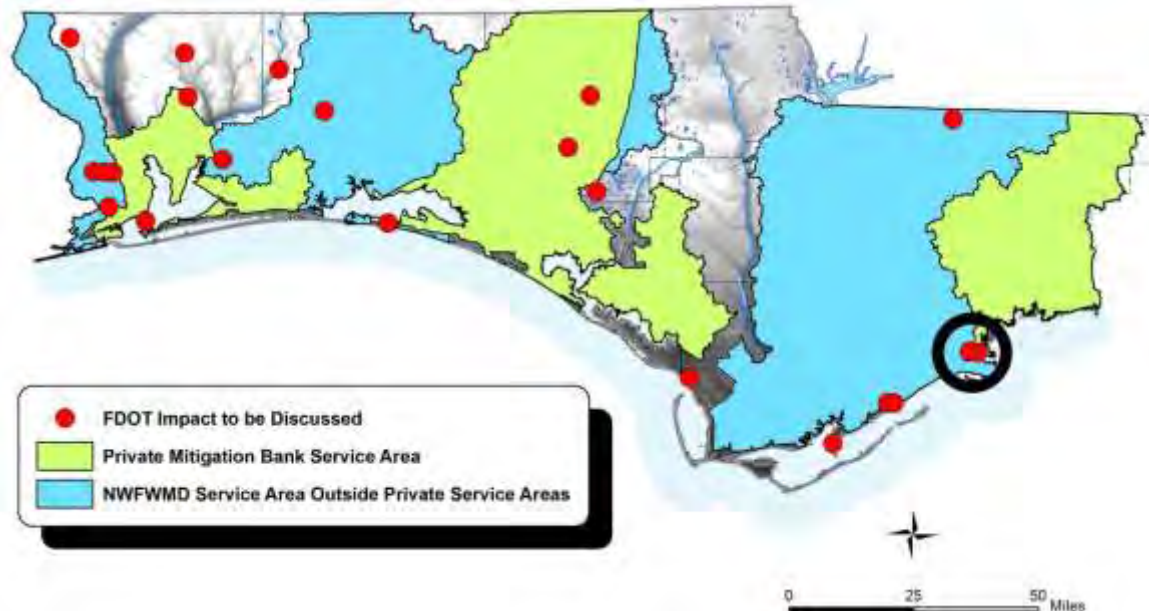 FDOT Impact to be Discussed
Private Mitigation Bank Service Area
NWFWMD Service Area Outside Private Service Areas
0 25 50
Miles